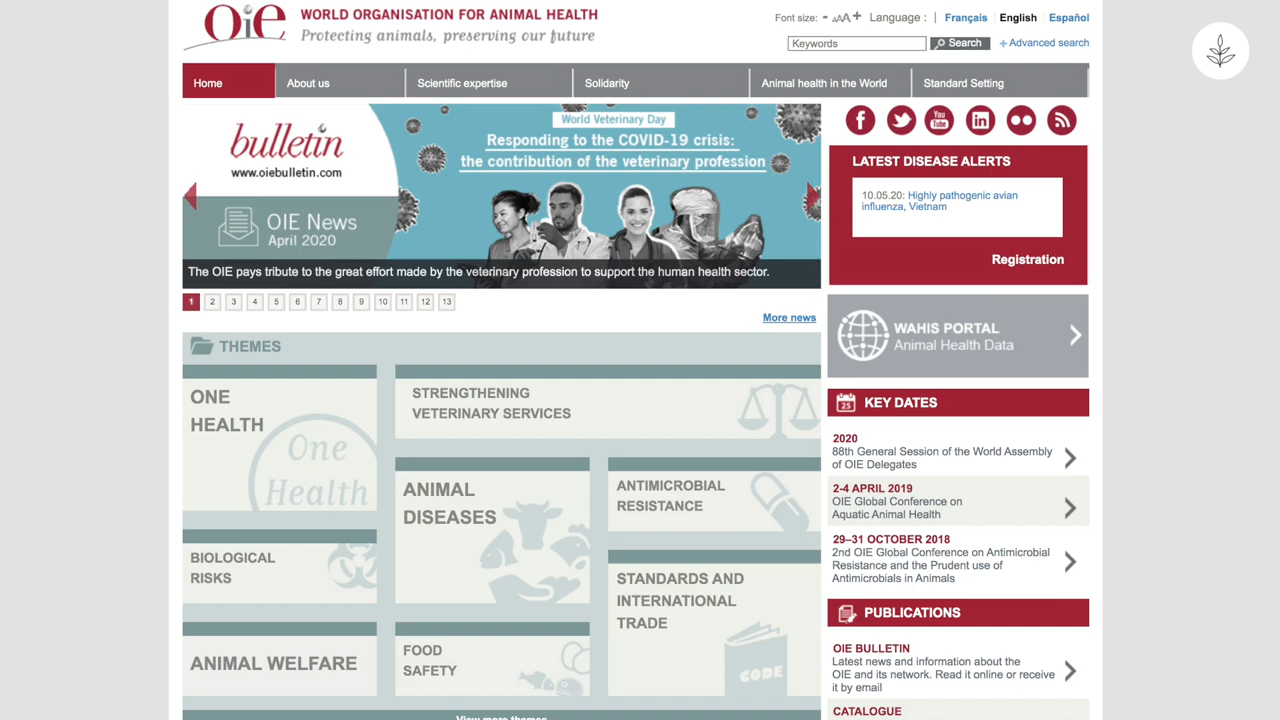 oie
WORLD ORGANISATION FOR ANIMAL HEALTH
Protecting animals, preserving our future
Font size: - AAA + Language : | Français English Español
Keywords Search + Advanced search
Home About us Scientific expertise Solidarity Animal health in the World Standard Setting
bulletin
www.oiebulletin.com
OIE News
April 2020
World Veterinary Day
Responding to the COVID-19 crisis:
the contribution of the veterinary profession
The OIE pays tribute to the great effort made by the veterinary profession to support the human health sector.
1 2 3 4 5 6 7 8 9 10 11 12 13
More news
You
Tube
in
LATEST DISEASE ALERTS
10.05.20: Highly pathogenic avian
influenza, Vietnam
Registration
WAHIS PORTAL
Animal Health Data
THEMES
ONE
HEALTH
One
Health
STRENGTHENING
VETERINARY SERVICES
ANIMAL
DISEASES
ANTIMICROBIAL
RESISTANCE
BIOLOGICAL
RISKS
STANDARDS AND
INTERNATIONAL
TRADE
CODE
ANIMAL WELFARE
FOOD
SAFETY
View more themes
25
KEY DATES
2020
88th General Session of the World Assembly
of OIE Delegates
2-4 APRIL 2019
OIE Global Conference on
Aquatic Animal Health
29–31 OCTOBER 2018
2nd OIE Global Conference on Antimicrobial
Resistance and the Prudent use of
Antimicrobials in Animals
PUBLICATIONS
OIE BULLETIN
Latest news and information about the
OIE and its network. Read it online or receive
it by email
CATALOGUE